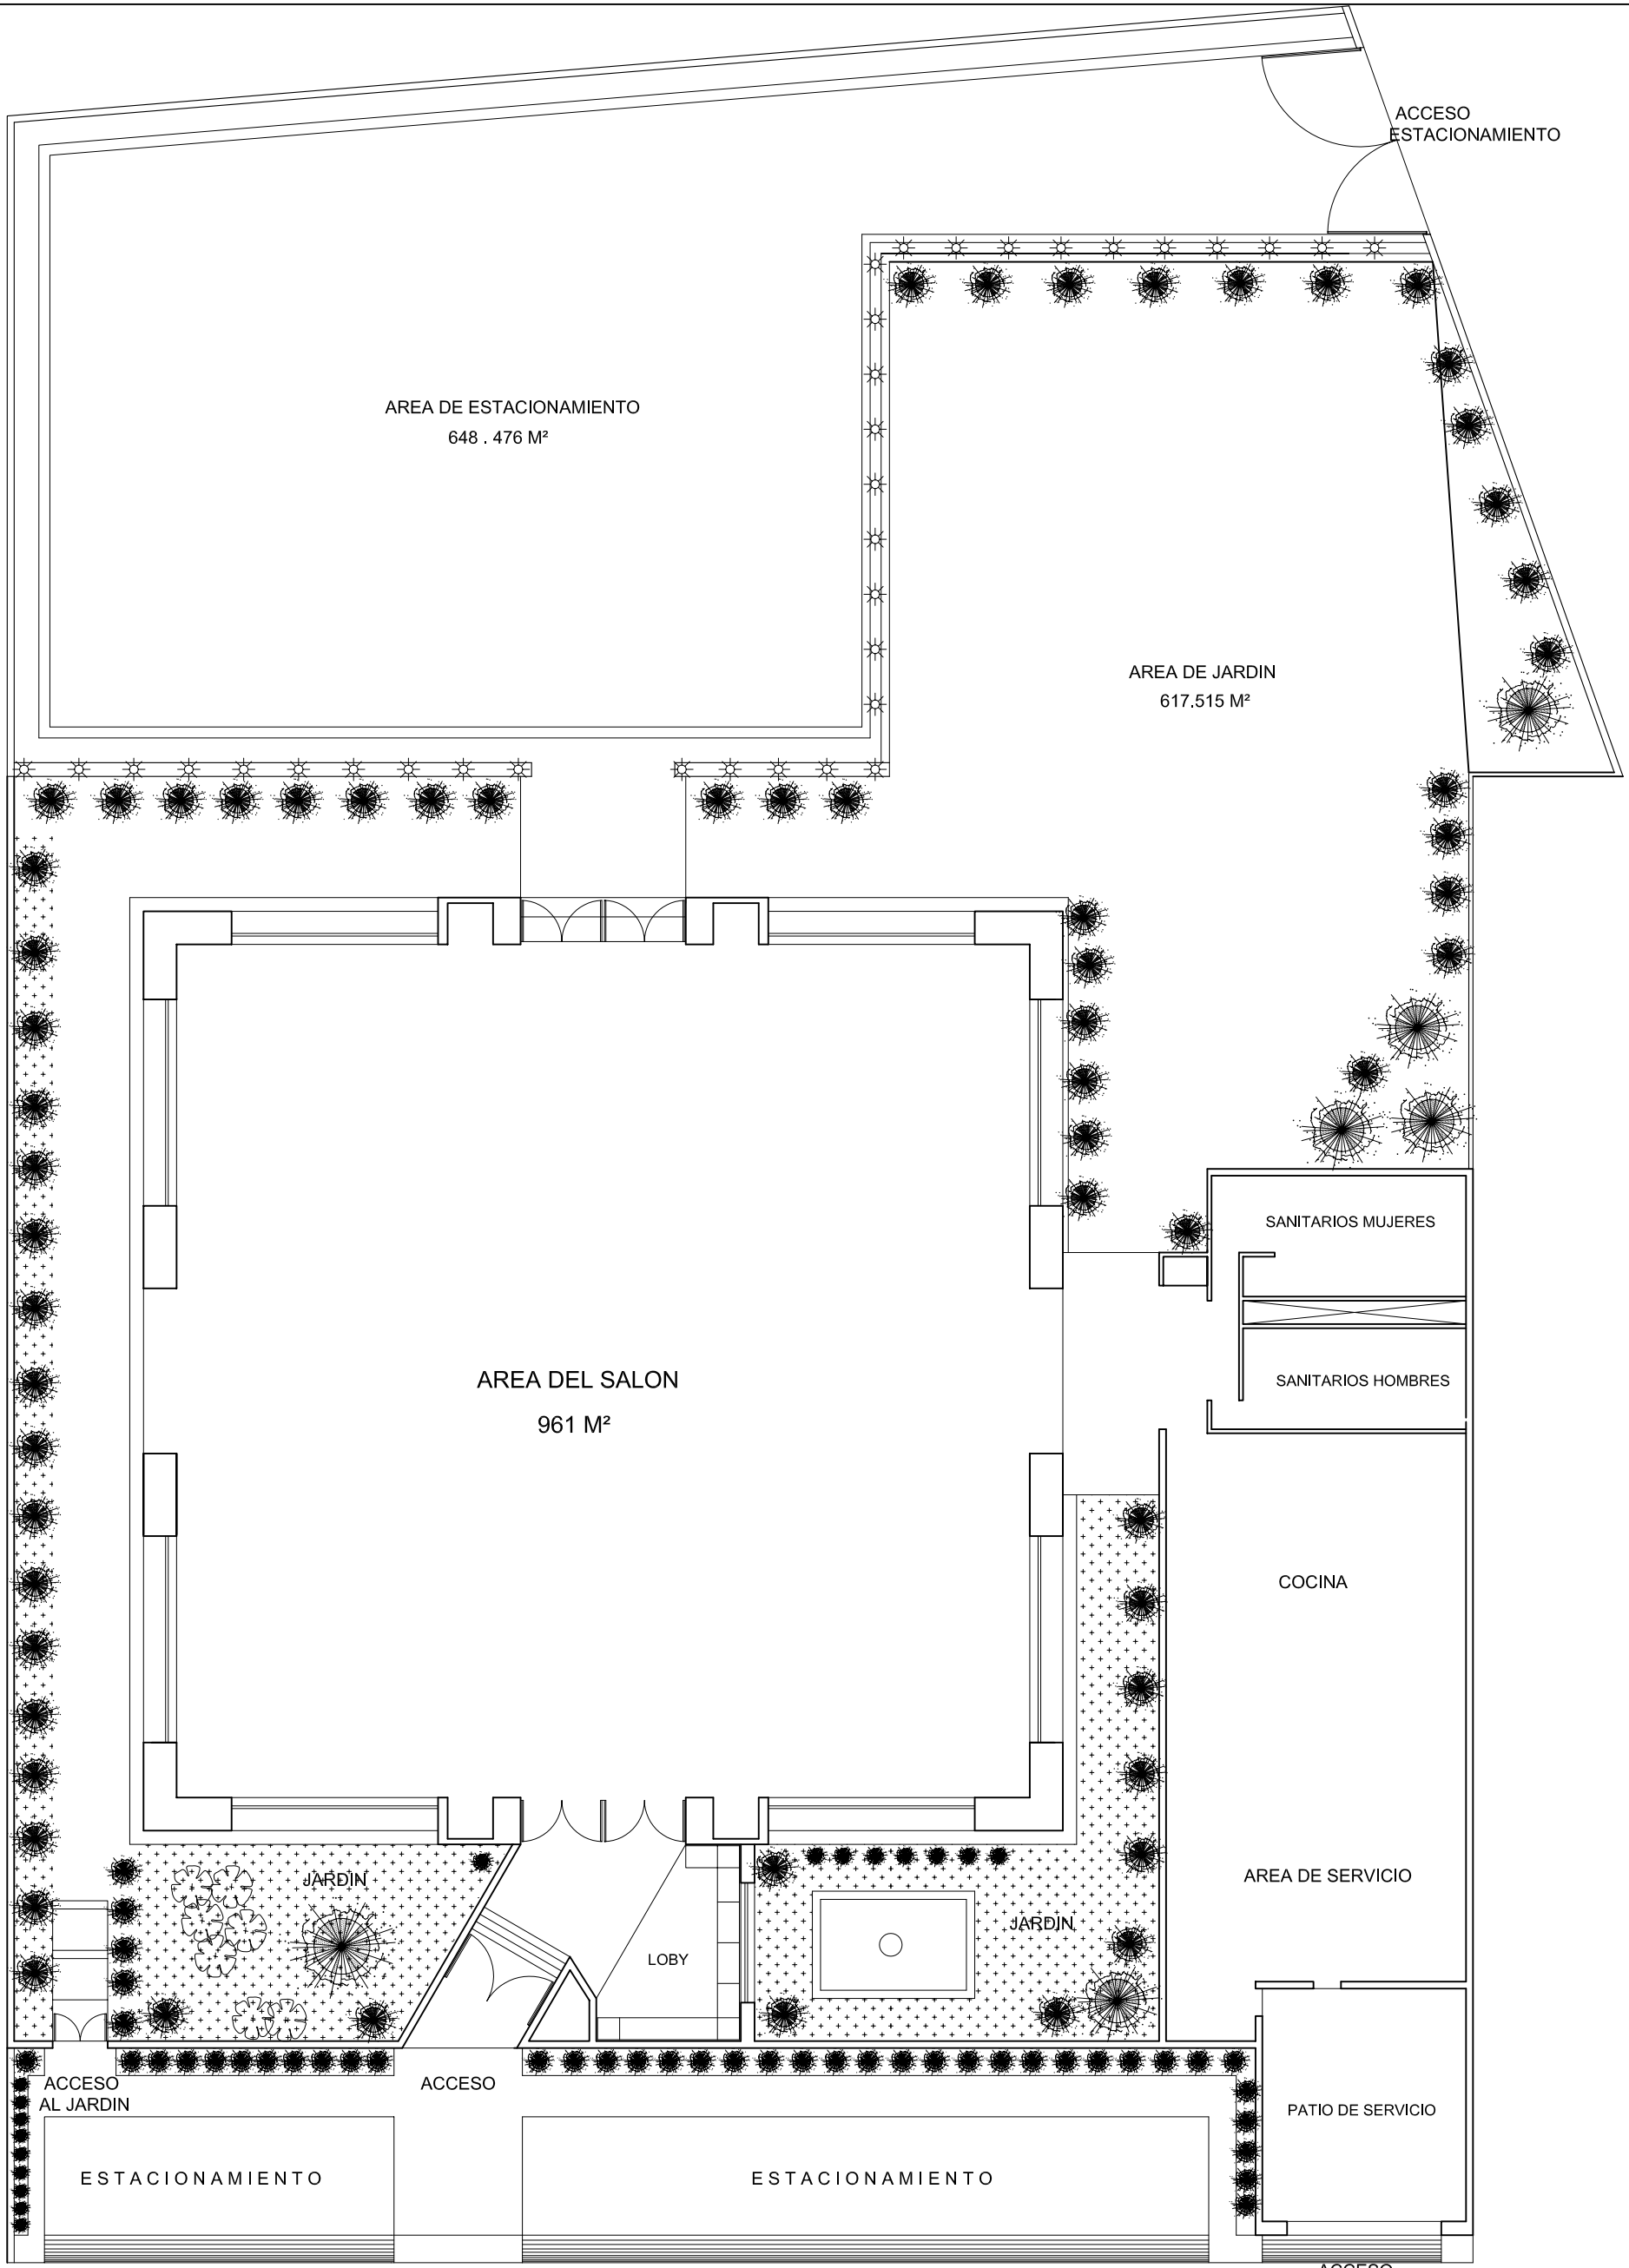 ACCESO
ESTACIONAMIENTO
AREA DE ESTACIONAMIENTO
648 . 476 M²
AREA DE JARDIN
617.515 M²
SANITARIOS MUJERES
SANITARIOS HOMBRES
AREA DEL SALON
961 M²
COCINA
AREA DE SERVICIO
JARDIN
JARDIN
LOBY
ACCESO
AL JARDIN
ACCESO
PATIO DE SERVICIO
ESTACIONAMIENTO
ESTACIONAMIENTO
ACCESO